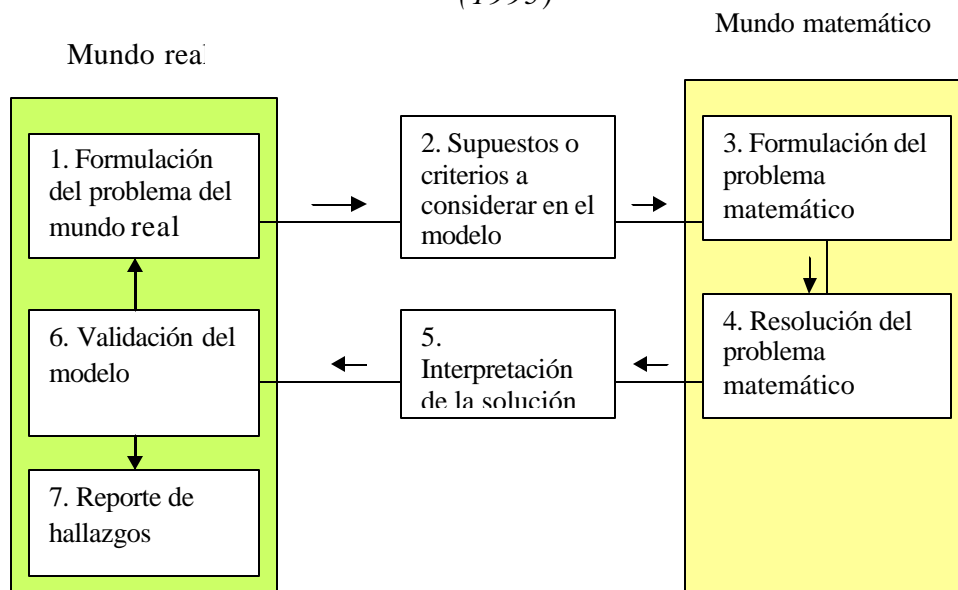 (1995)
Mundo matemático
Mundo real
1. Formulación
del problema del
mundo real
2. Supuestos o
criterios a
considerar en el
modelo
3. Formulación del
problema
matemático
6. Validación del
modelo
5.
Interpretación
de la solución
4. Resolución del
problema
matemático
7. Reporte de
hallazgos